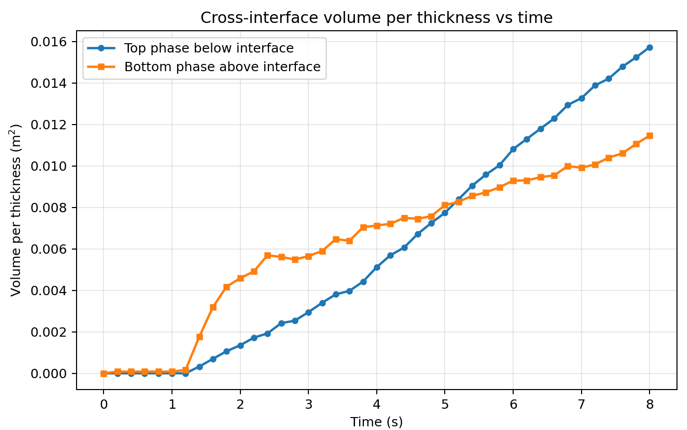 Cross-interface volume per thickness vs time
Top phase below interface
Bottom phase above interface
Volume per thickness (m²)
0.016
0.014
0.012
0.010
0.008
0.006
0.004
0.002
0.000
0 1 2 3 4 5 6 7 8
Time (s)